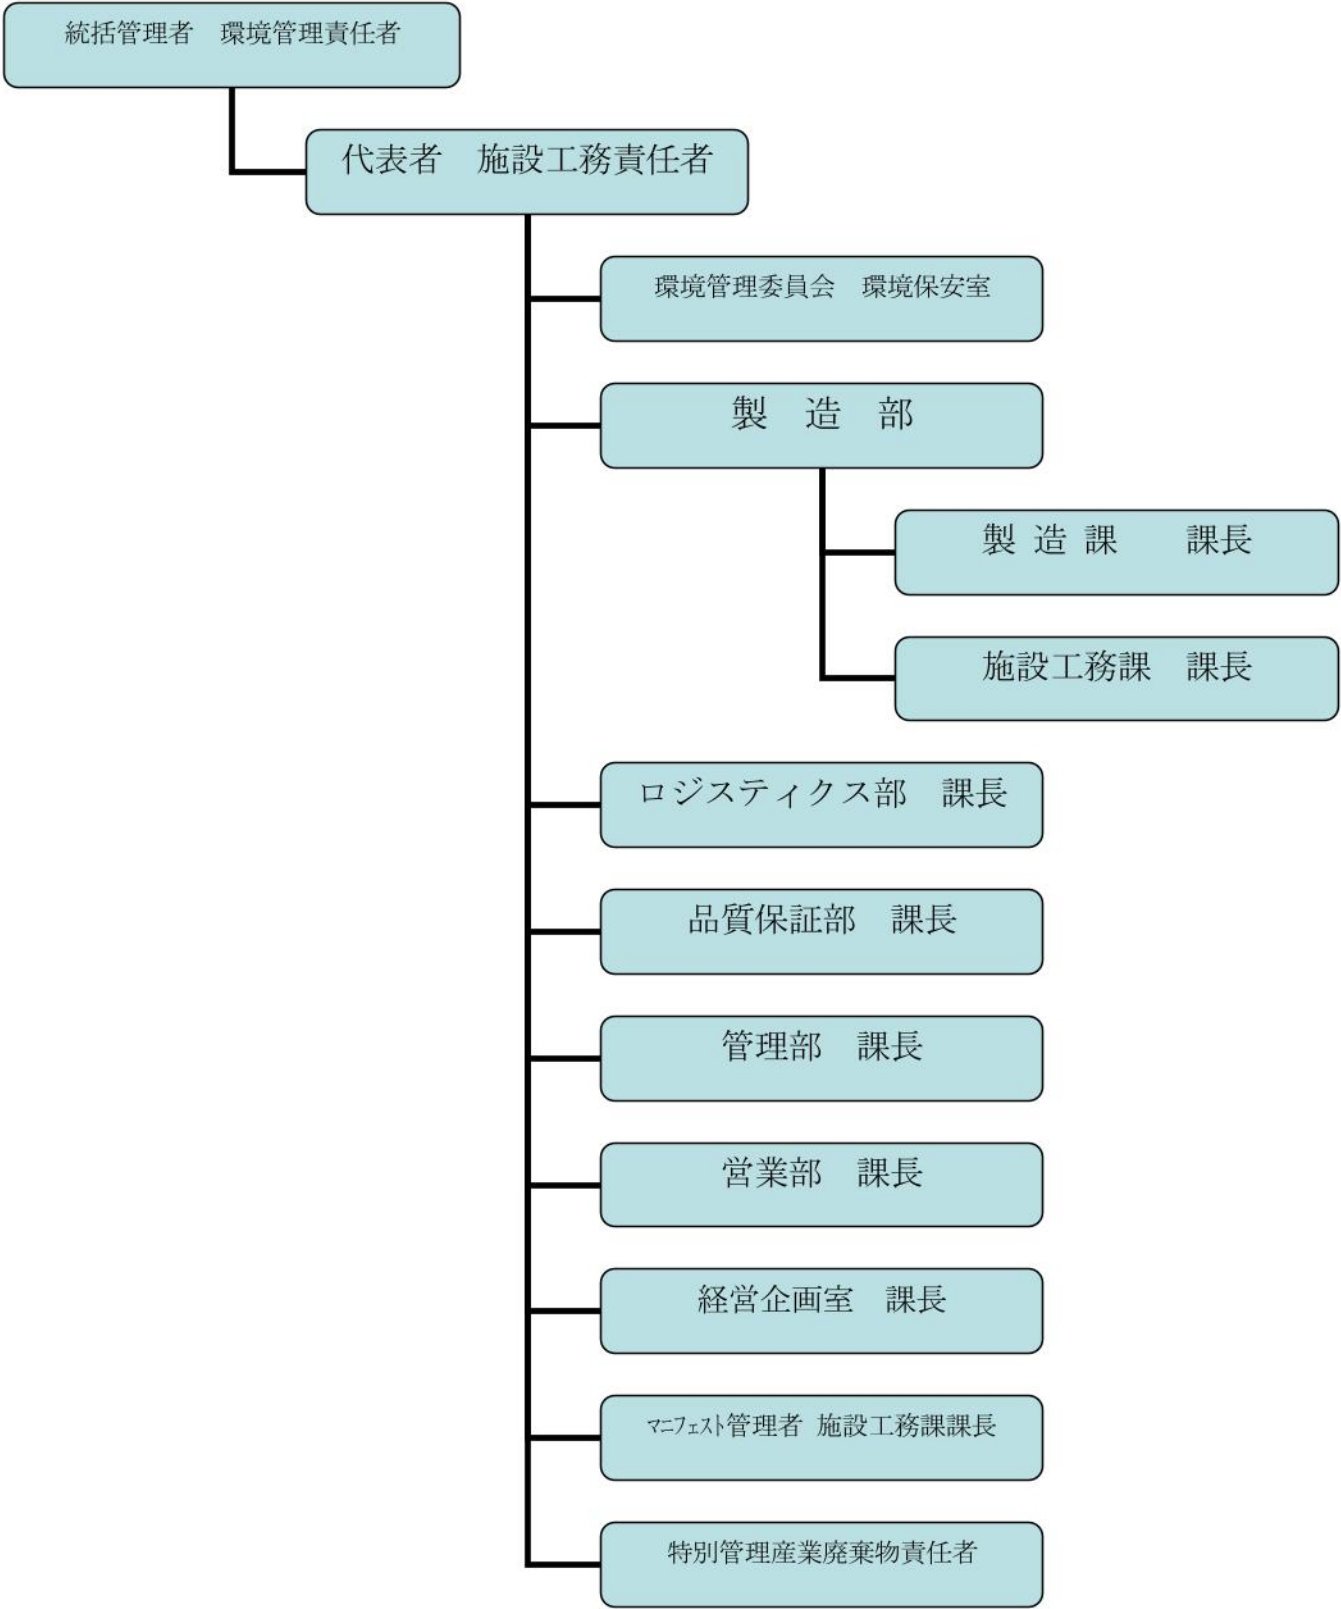 統括管理者　環境管理責任者
代表者　施設工務責任者
環境管理委員会　環境保安室
製　造　部
製 造 課　　課長
施設工務課　課長
ロジスティクス部　課長
品質保証部　課長
管理部　課長
営業部　課長
経営企画室　課長
ﾏﾆﾌｪｽﾄ管理者 施設工務課課長
特別管理産業廃棄物責任者